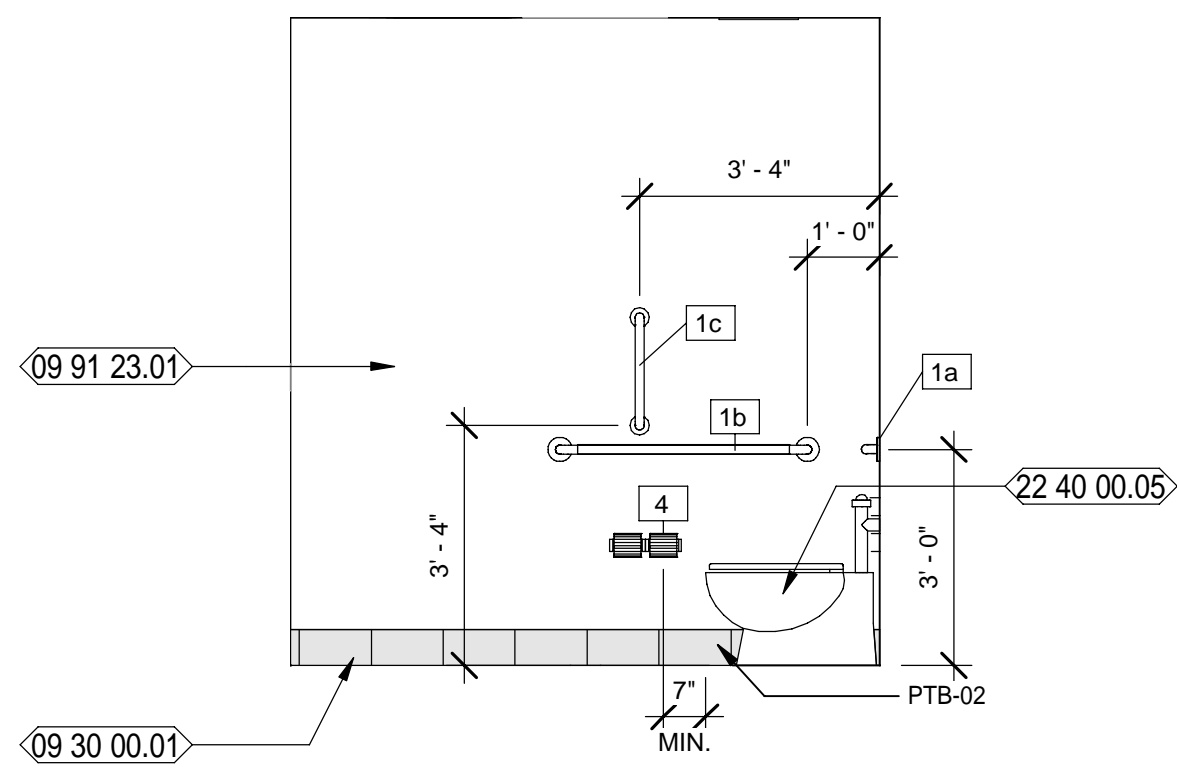 3' - 4"
1' - 0"
1c
09 91 23.01
1a
1b
22 40 00.05
4
3' - 4"
3' - 0"
7"
PTB-02
MIN.
09 30 00.01